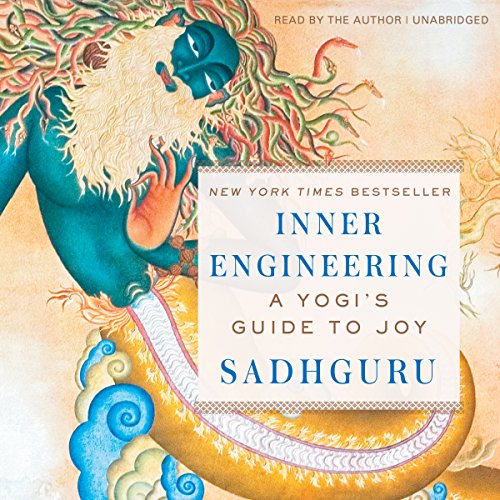 READ BY THE AUTHOR | UNABRIDGED
NEW YORK TIMES BESTSELLER
INNER
ENGINEERING
A YOGI'S
GUIDE TO JOY
SADHGURU